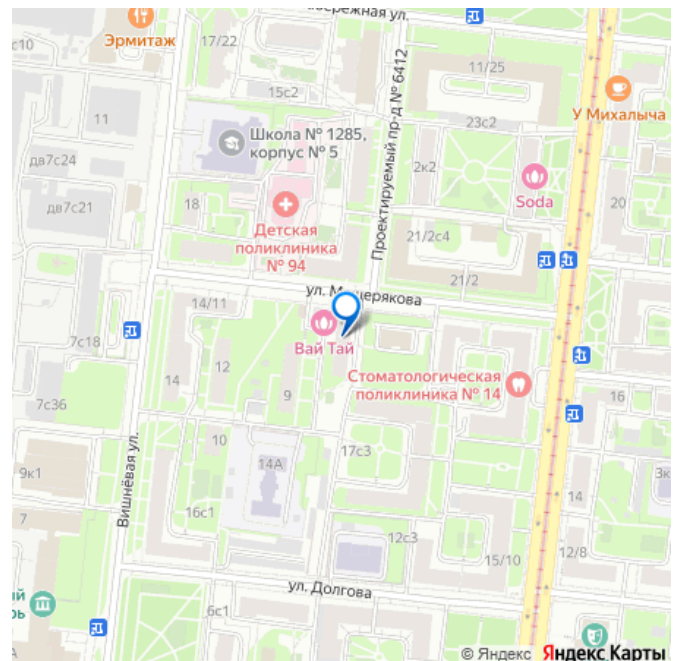 бережная ул.
Эрмитаж
17/22
11/25
с10
15с2
У Михалыча
11
23с2
Школа № 1285,
корпус № 5
Проектируемый пр-д № 6412
2к2
дв7с24
Soda
18
20
дв7с21
Детская
поликлиника
№ 94
21/2с4
21/2
ул. Мещерякова
14/11
7с18
Вай Тай
12
Стоматологическая
поликлиника № 14
14
9
16
7с36
Вишнёвая ул.
10
17с3
9к1
14А
3к
16с1
14
7
12с3
12/8
15/10
ул. Долгова
6с1
© Яндекс Яндекс Карты